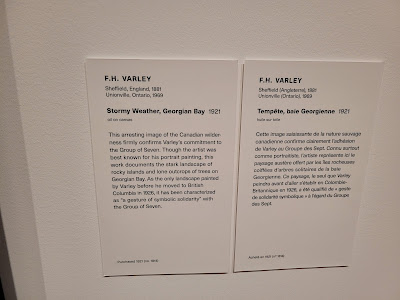 F.H. VARLEY
Sheffield, England, 1881
Unionville, Ontario, 1969
Stormy Weather, Georgian Bay 1921
oil on canvas
This arresting image of the Canadian wilder-
ness firmly confirms Varley's commitment to
the Group of Seven. Though the artist was
best known for his portrait painting, this
work documents the stark landscape of
rocky islands and lone outcrops of trees on
Georgian Bay. As the only landscape painted
by Varley before he moved to British
Columbia in 1926, it has been characterized
as "a gesture of symbolic solidarity" with
the Group of Seven.
Purchased 1921
F.H. VARLEY
Sheffield (Angleterre), 1881
Unionville (Ontario), 1969
Tempête, baie Georgienne 1921
huile sur toile
Cette image saisissante de la nature sauvage
canadienne confirme clairement l'adhésion
de Varley au Groupe des Sept. Connu surtout
comme portraitiste, l'artiste représente ici le
paysage austère offert par les îles rocheuses
coiffées d'arbres solitaires de la baie
Georgienne. Ce paysage, le seul que Varley
peindra avant d'aller s'établir en Colombie-
Britannique en 1926, a été qualifié de « geste
de solidarité symbolique » à l'égard du Groupe
des Sept.
Acheté en 1921